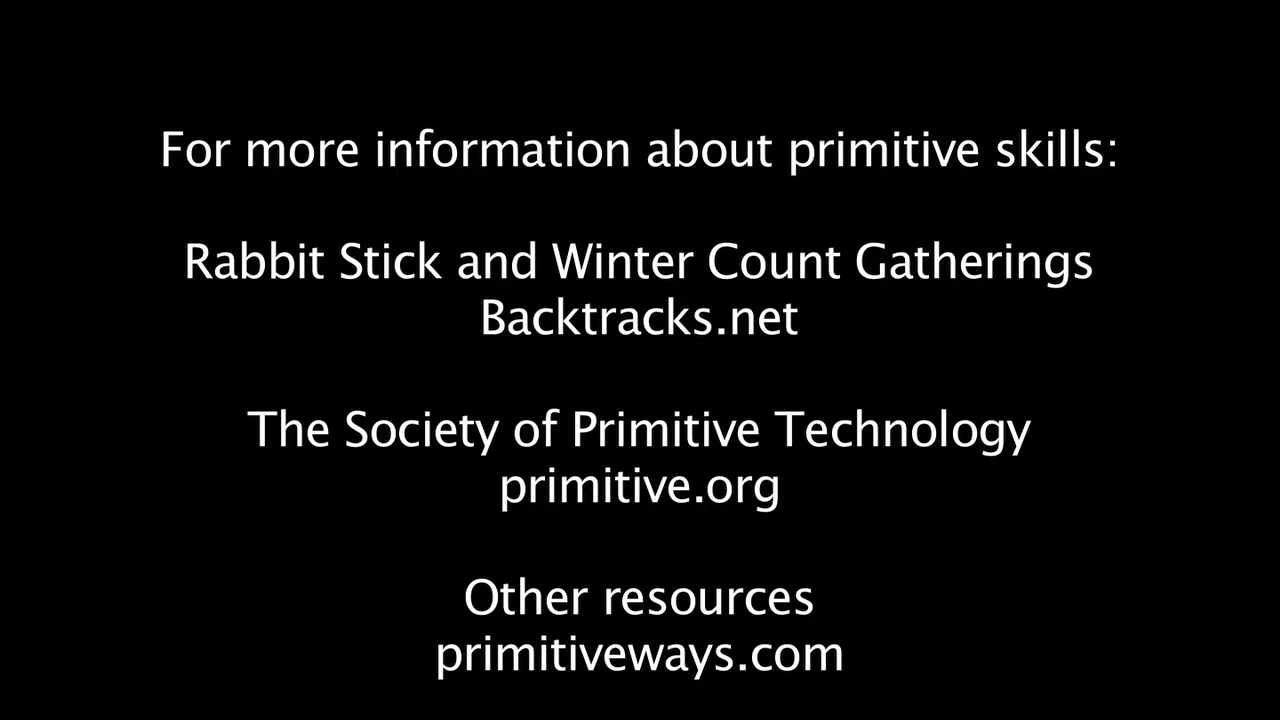 For more information about primitive skills:
Rabbit Stick and Winter Count Gatherings
Backtracks.net
The Society of Primitive Technology
primitive.org
Other resources
primitiveways.com